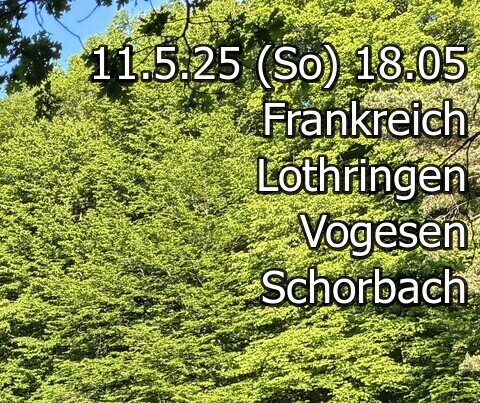 11.5.25 (So) 18.05
Frankreich
Lothringen
Vogesen
Schorbach